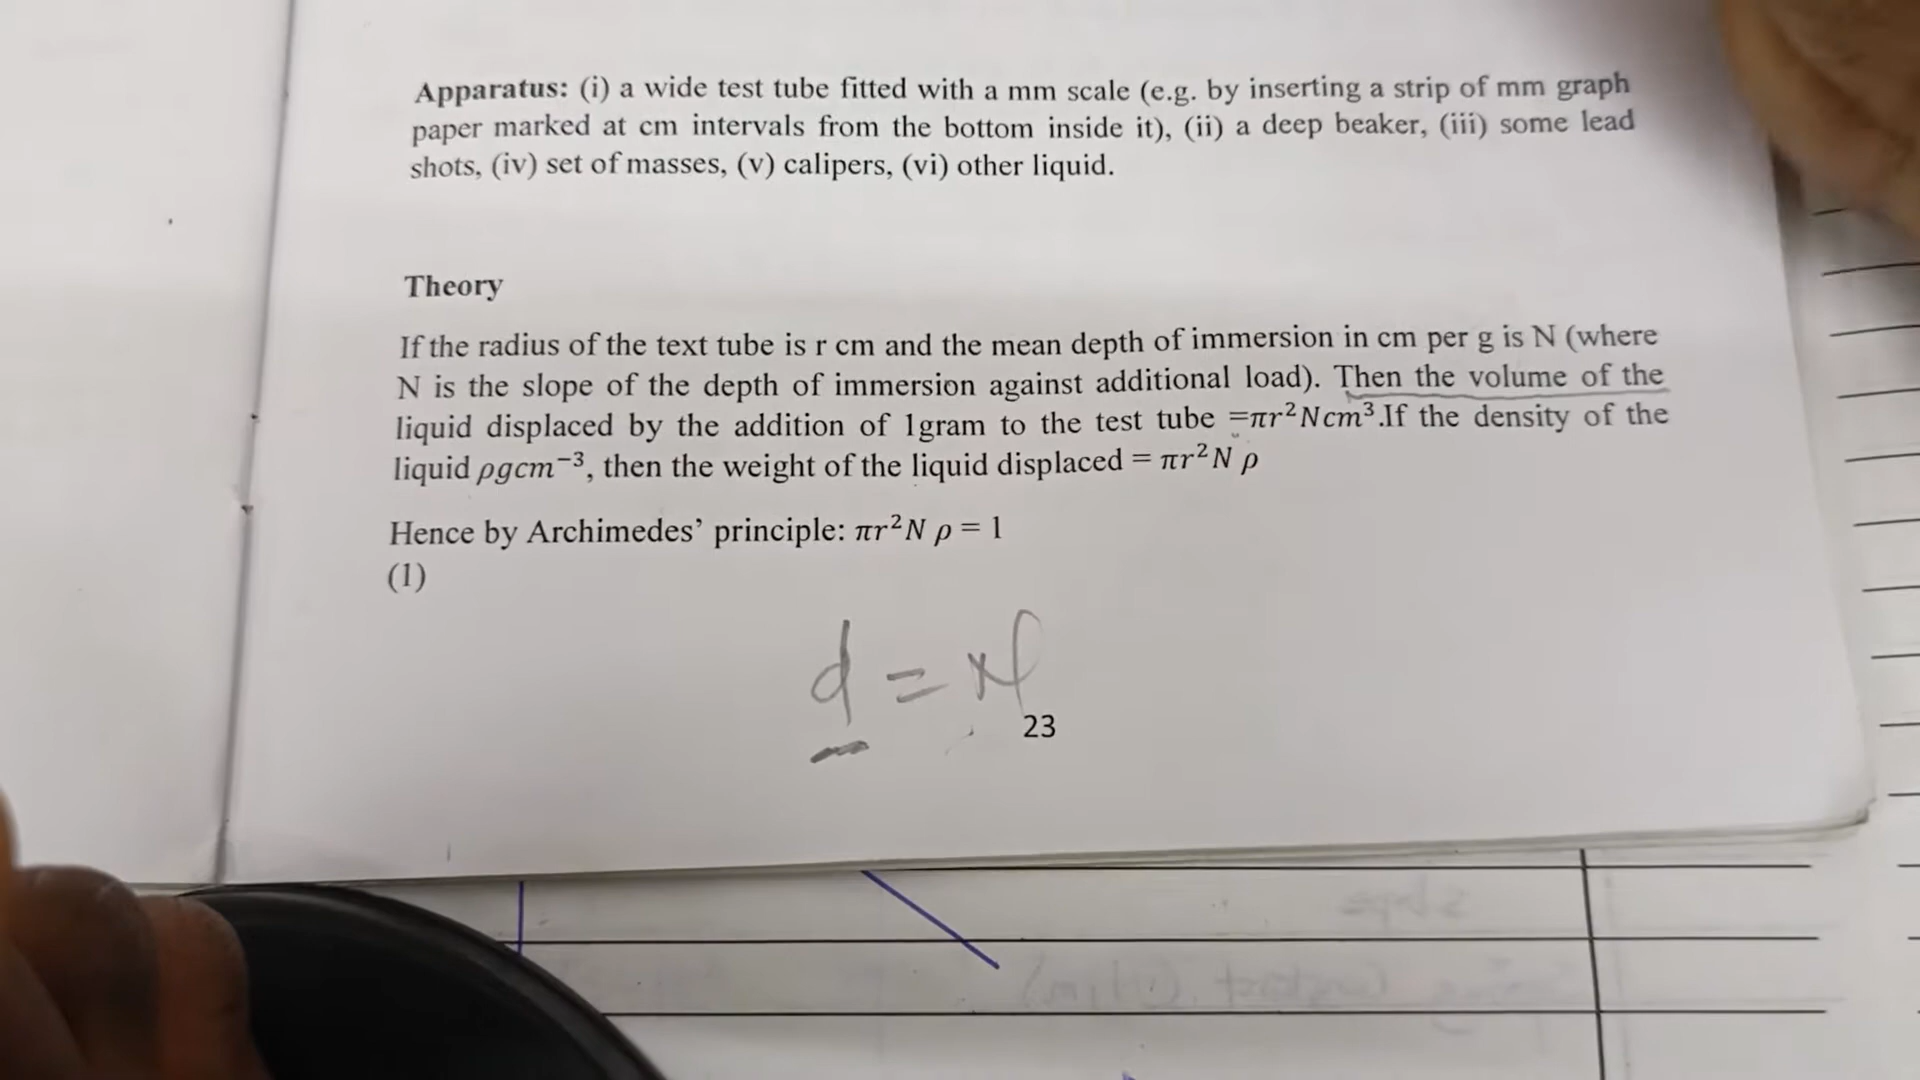 Apparatus: (i) a wide test tube fitted with a mm scale (e.g. by inserting a strip of mm graph
paper marked at cm intervals from the bottom inside it), (ii) a deep beaker, (iii) some lead
shots, (iv) set of masses, (v) calipers, (vi) other liquid.
Theory
If the radius of the text tube is r cm and the mean depth of immersion in cm per g is N (where
N is the slope of the depth of immersion against additional load). Then the volume of the
liquid displaced by the addition of 1gram to the test tube =πr²Ncm³.If the density of the
liquid ρgcm⁻³, then the weight of the liquid displaced = πr²N ρ
Hence by Archimedes’ principle: πr²N ρ = 1
(1)
d =
23